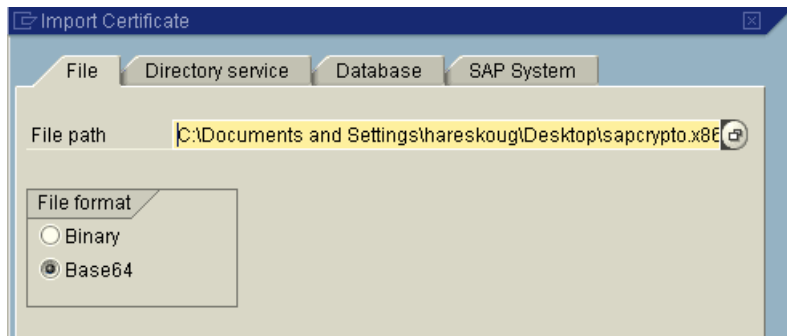 Import Certificate
File Directory service Database SAP System
File path C:\Documents and Settings\hareskoug\Desktop\sapcrypto.x86
File format
Binary
Base64